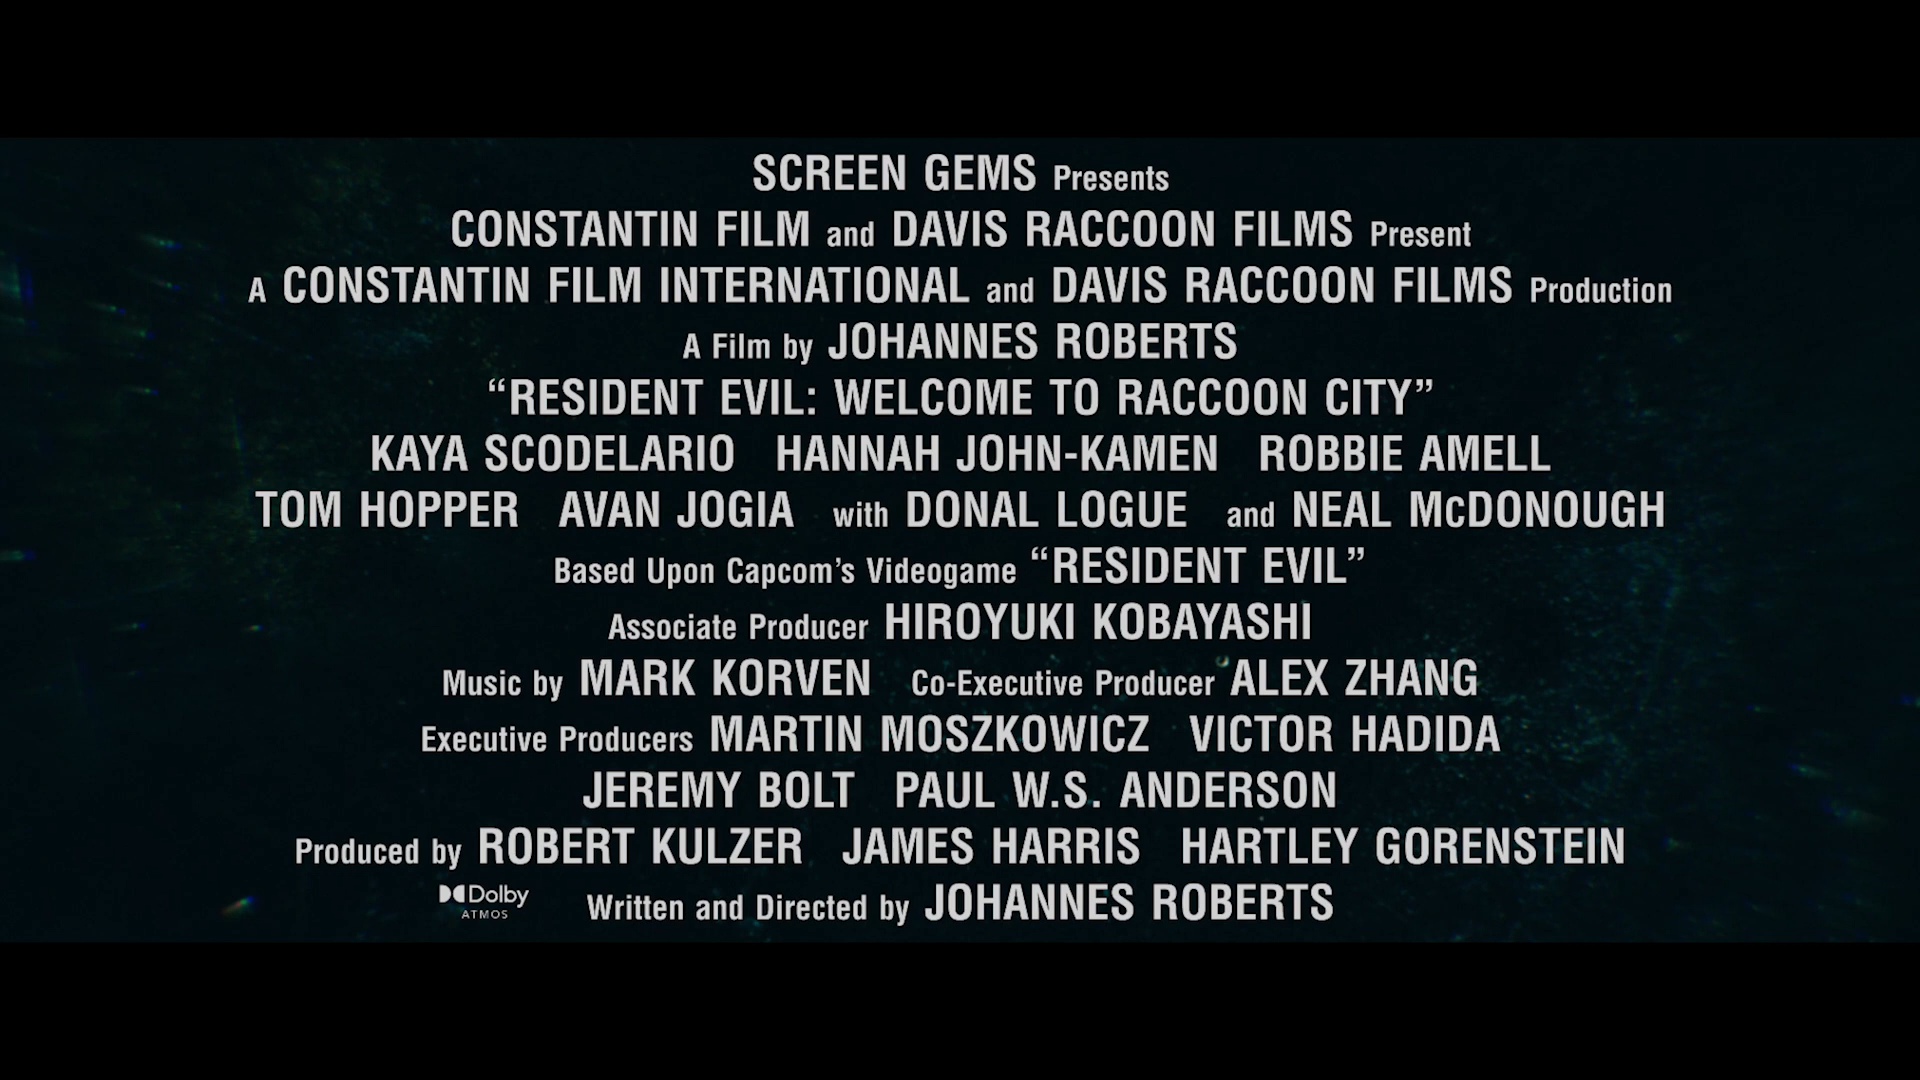 SCREEN GEMS Presents
CONSTANTIN FILM and DAVIS RACCOON FILMS Present
A CONSTANTIN FILM INTERNATIONAL and DAVIS RACCOON FILMS Production
A Film by JOHANNES ROBERTS
“RESIDENT EVIL: WELCOME TO RACCOON CITY”
KAYA SCODELARIO HANNAH JOHN-KAMEN ROBBIE AMELL
TOM HOPPER AVAN JOGIA with DONAL LOGUE and NEAL McDONOUGH
Based Upon Capcom’s Videogame “RESIDENT EVIL”
Associate Producer HIROYUKI KOBAYASHI
Music by MARK KORVEN Co-Executive Producer ALEX ZHANG
Executive Producers MARTIN MOSZKOWICZ VICTOR HADIDA
JEREMY BOLT PAUL W.S. ANDERSON
Produced by ROBERT KULZER JAMES HARRIS HARTLEY GORENSTEIN
Dolby
ATMOS
Written and Directed by JOHANNES ROBERTS